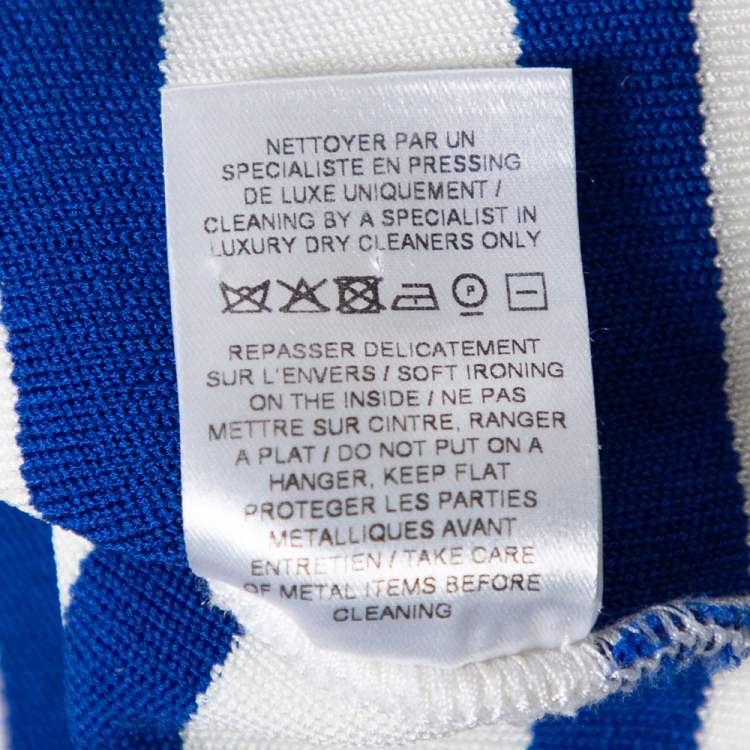 NETTOYER PAR UN
SPECIALISTE EN PRESSING
DE LUXE UNIQUEMENT /
CLEANING BY A SPECIALIST IN
LUXURY DRY CLEANERS ONLY
P
REPASSER DELICATEMENT
SUR L'ENVERS / SOFT IRONING
ON THE INSIDE / NE PAS
METTRE SUR CINTRE, RANGER
A PLAT / DO NOT PUT ON A
HANGER, KEEP FLAT
PROTEGER LES PARTIES
METALLIQUES AVANT
ENTRETIEN / TAKE CARE
OF METAL ITEMS BEFORE
CLEANING